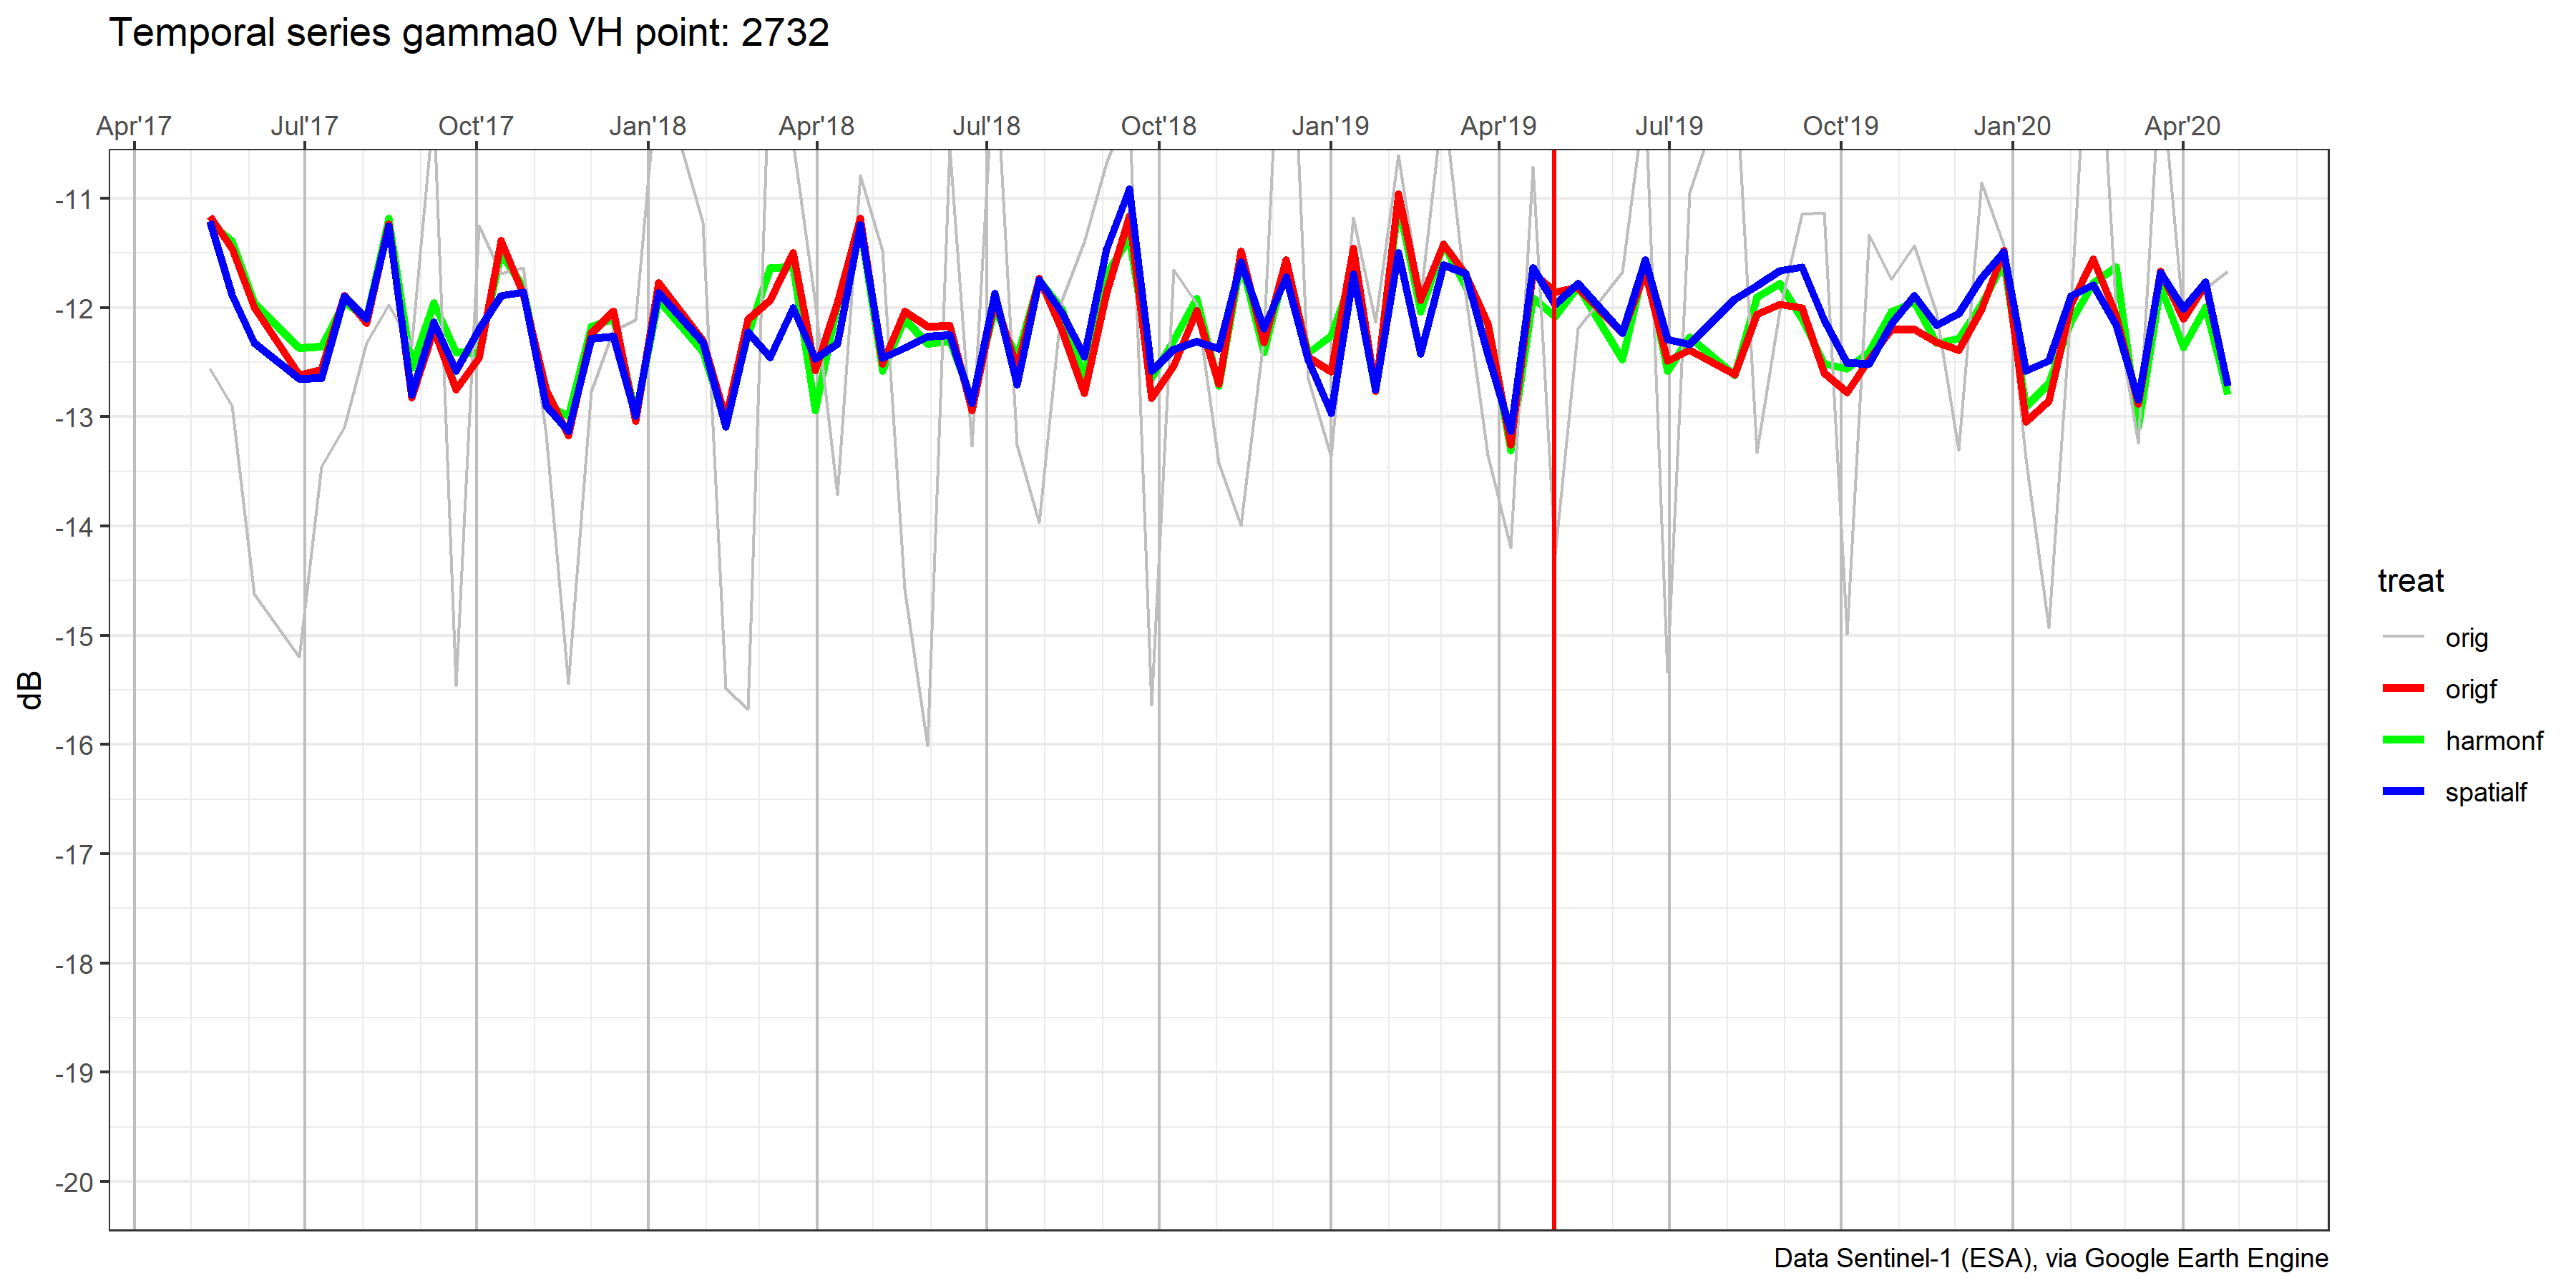 Temporal series gamma0 VH point: 2732
Apr'17 Jul'17 Oct'17 Jan'18 Apr'18 Jul'18 Oct'18 Jan'19 Apr'19 Jul'19 Oct'19 Jan'20 Apr'20
-11
-12
-13
-14
-15
-16
-17
-18
-19
-20
dB
treat
orig
origf
harmonf
spatialf
Data Sentinel-1 (ESA), via Google Earth Engine